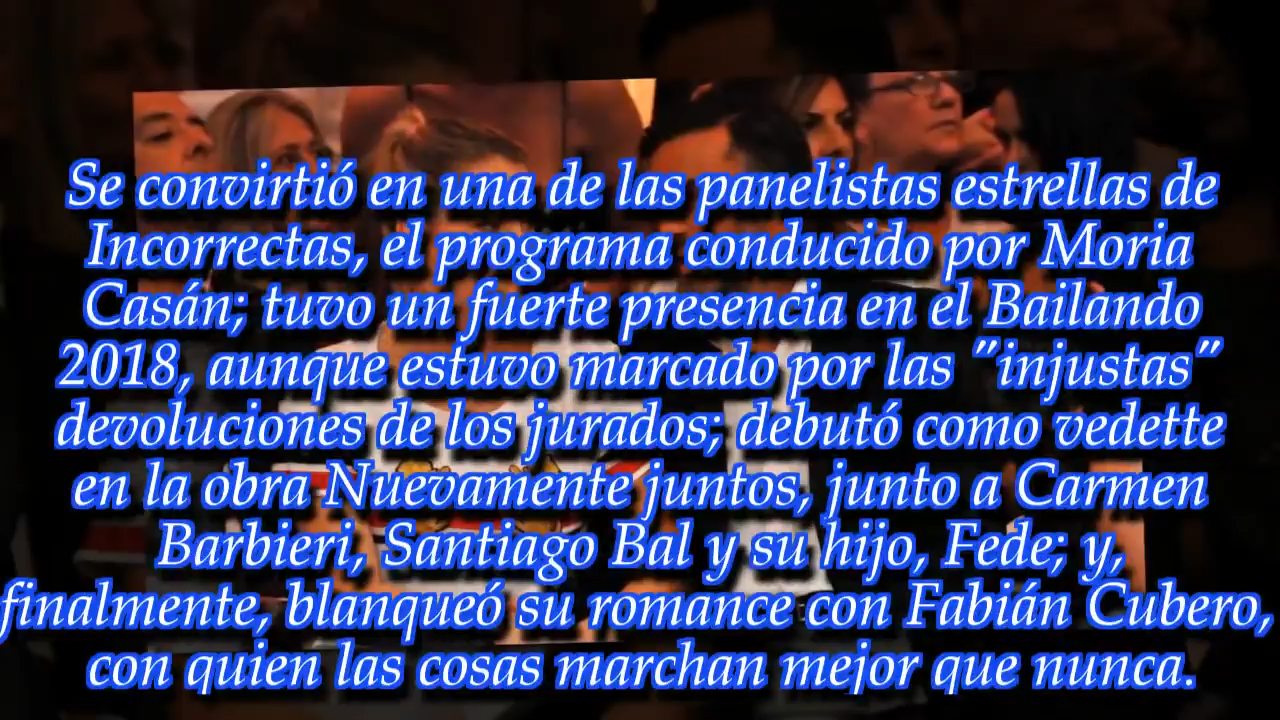 Se convirtió en una de las panelistas estrellas de
Incorrectas, el programa conducido por Moria
Casán; tuvo un fuerte presencia en el Bailando
2018, aunque estuvo marcado por las "injustas"
devoluciones de los jurados; debutó como vedette
en la obra Nuevamente juntos, junto a Carmen
Barbieri, Santiago Bal y su hijo, Fede; y,
finalmente, blanqueó su romance con Fabián Cubero,
con quien las cosas marchan mejor que nunca.